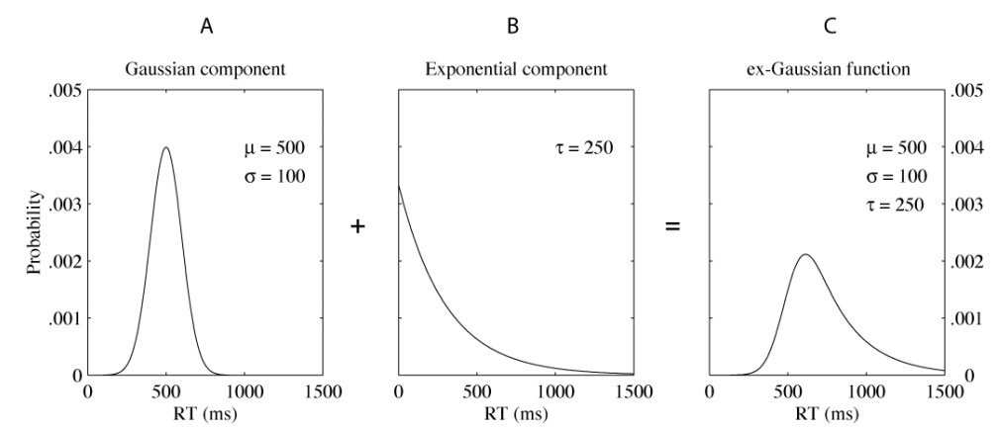 A
B
C
Gaussian component
Exponential component
ex-Gaussian function
.005
.004
.003
.002
.001
0
Probability
μ = 500
σ = 100
0 500 1000 1500
RT (ms)
+
τ = 250
0 500 1000 1500
RT (ms)
=
μ = 500
σ = 100
τ = 250
.005
.004
.003
.002
.001
0
0 500 1000 1500
RT (ms)